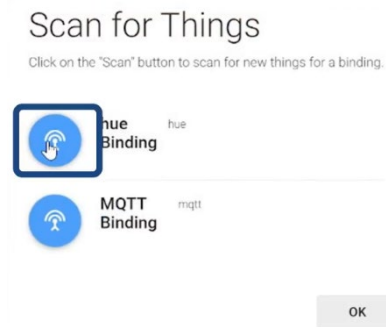 Scan for Things
Click on the "Scan" button to scan for new things for a binding.
hue hue
Binding
MQTT mqtt
Binding
OK